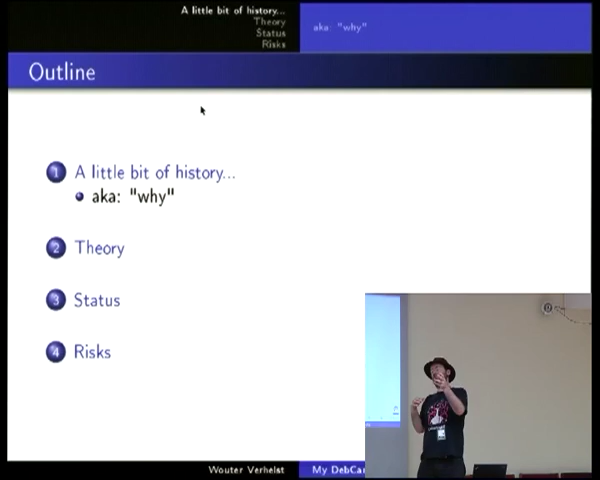 A little bit of history...
Theory
Status
Risks
aka: "why"
Outline
1 A little bit of history...
aka: "why"
2 Theory
3 Status
4 Risks
Wouter Verhelst
My DebCa